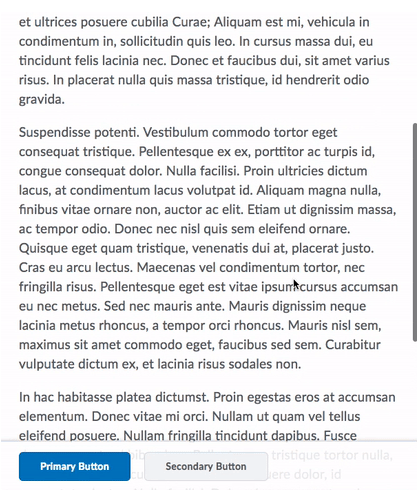 et ultrices posuere cubilia Curae; Aliquam est mi, vehicula in
condimentum in, sollicitudin quis leo. In cursus massa dui, eu
tincidunt felis lacinia nec. Donec et faucibus dui, sit amet varius
risus. In placerat nulla quis massa tristique, id hendrerit odio
gravida.
Suspendisse potenti. Vestibulum commodo tortor eget
consequat tristique. Pellentesque ex ex, porttitor ac turpis id,
congue consequat dolor. Nulla facilisi. Proin ultricies dictum
lacus, at condimentum lacus volutpat id. Aliquam magna nulla,
finibus vitae ornare non, auctor ac elit. Etiam ut dignissim massa,
ac tempor odio. Donec nec nisl quis sem eleifend ornare.
Quisque eget quam tristique, venenatis dui at, placerat justo.
Cras eu arcu lectus. Maecenas vel condimentum tortor, nec
fringilla risus. Pellentesque eget est vitae ipsum cursus accumsan
eu nec metus. Sed nec mauris ante. Mauris dignissim neque
lacinia metus rhoncus, a tempor orci rhoncus. Mauris nisl sem,
maximus sit amet commodo eget, faucibus sed sem. Curabitur
vulputate dictum ex, et lacinia risus sodales non.
In hac habitasse platea dictumst. Proin egestas eros at accumsan
elementum. Donec vitae mi orci. Nullam ut quam vel tellus
eleifend posuere. Nullam fringilla tincidunt dapibus. Fusce
tristique tortor nulla,
Primary Button Secondary Button
dolor, id